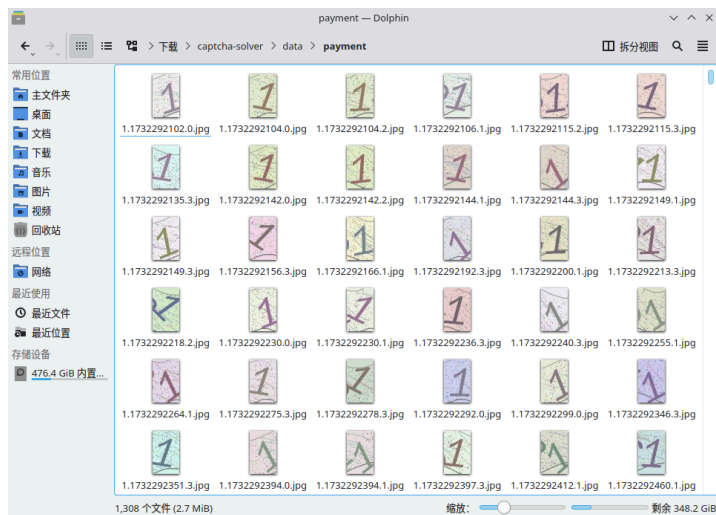 payment — Dolphin
下载 > captcha-solver > data > payment
拆分视图
常用位置
主文件夹
桌面
文档
下载
音乐
图片
视频
回收站
远程位置
网络
最近使用
最近文件
最近位置
存储设备
476.4 GiB 内置...
1.1732292102.0.jpg 1.1732292104.0.jpg 1.1732292104.2.jpg 1.1732292106.1.jpg 1.1732292115.2.jpg 1.1732292115.3.jpg
1.1732292135.3.jpg 1.1732292142.0.jpg 1.1732292142.2.jpg 1.1732292144.1.jpg 1.1732292144.3.jpg 1.1732292149.1.jpg
1.1732292149.3.jpg 1.1732292156.3.jpg 1.1732292166.1.jpg 1.1732292192.3.jpg 1.1732292200.1.jpg 1.1732292213.3.jpg
1.1732292218.2.jpg 1.1732292230.0.jpg 1.1732292230.1.jpg 1.1732292236.3.jpg 1.1732292240.3.jpg 1.1732292255.1.jpg
1.1732292264.1.jpg 1.1732292275.3.jpg 1.1732292278.3.jpg 1.1732292292.0.jpg 1.1732292299.0.jpg 1.1732292346.3.jpg
1.1732292351.3.jpg 1.1732292394.0.jpg 1.1732292394.1.jpg 1.1732292397.3.jpg 1.1732292412.1.jpg 1.1732292460.1.jpg
1,308 个文件 (2.7 MiB)
缩放：
剩余 348.2 GiB